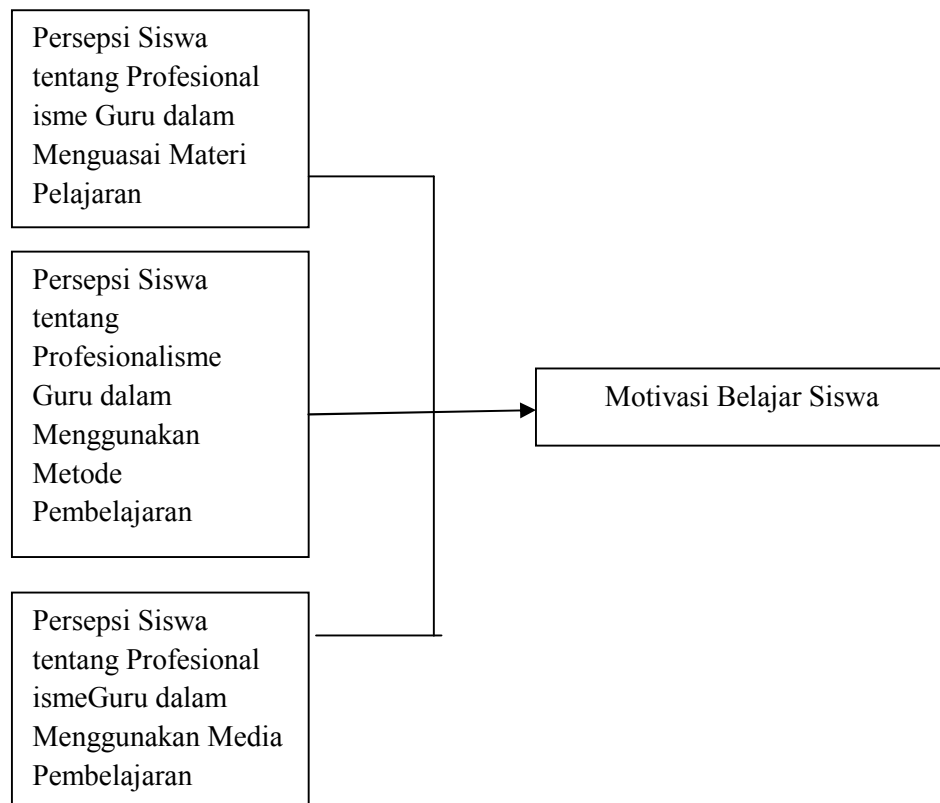 Persepsi Siswa
tentang Profesional
isme Guru dalam
Menguasai Materi
Pelajaran
Persepsi Siswa
tentang
Profesionalisme
Guru dalam
Menggunakan
Metode
Pembelajaran
Motivasi Belajar Siswa
Persepsi Siswa
tentang Profesional
ismeGuru dalam
Menggunakan Media
Pembelajaran